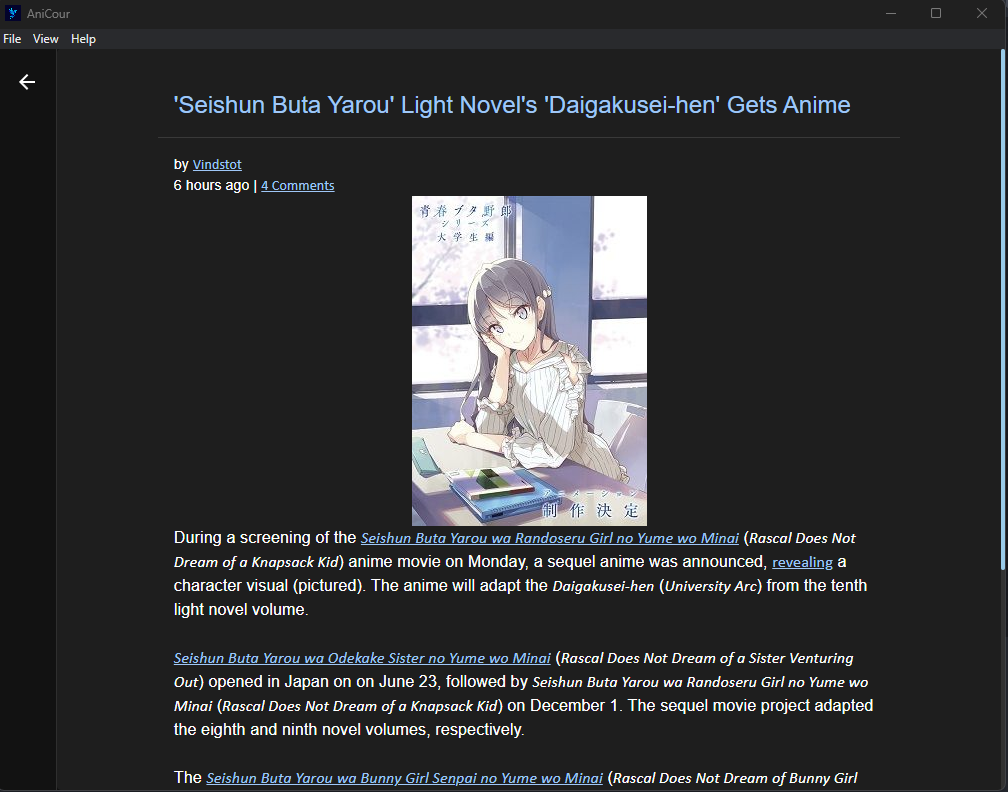 AniCour
File View Help
'Seishun Buta Yarou' Light Novel's 'Daigakusei-hen' Gets Anime
by Vindstot
6 hours ago | 4 Comments
青春ブタ野郎
シリーズ
大学生編
アニメーション
制作決定
During a screening of the Seishun Buta Yarou wa Randoseru Girl no Yume wo Minai (Rascal Does Not
Dream of a Knapsack Kid) anime movie on Monday, a sequel anime was announced, revealing a
character visual (pictured). The anime will adapt the Daigakusei-hen (University Arc) from the tenth
light novel volume.
Seishun Buta Yarou wa Odekake Sister no Yume wo Minai (Rascal Does Not Dream of a Sister Venturing
Out) opened in Japan on on June 23, followed by Seishun Buta Yarou wa Randoseru Girl no Yume wo
Minai (Rascal Does Not Dream of a Knapsack Kid) on December 1. The sequel movie project adapted
the eighth and ninth novel volumes, respectively.
The Seishun Buta Yarou wa Bunny Girl Senpai no Yume wo Minai (Rascal Does Not Dream of Bunny Girl